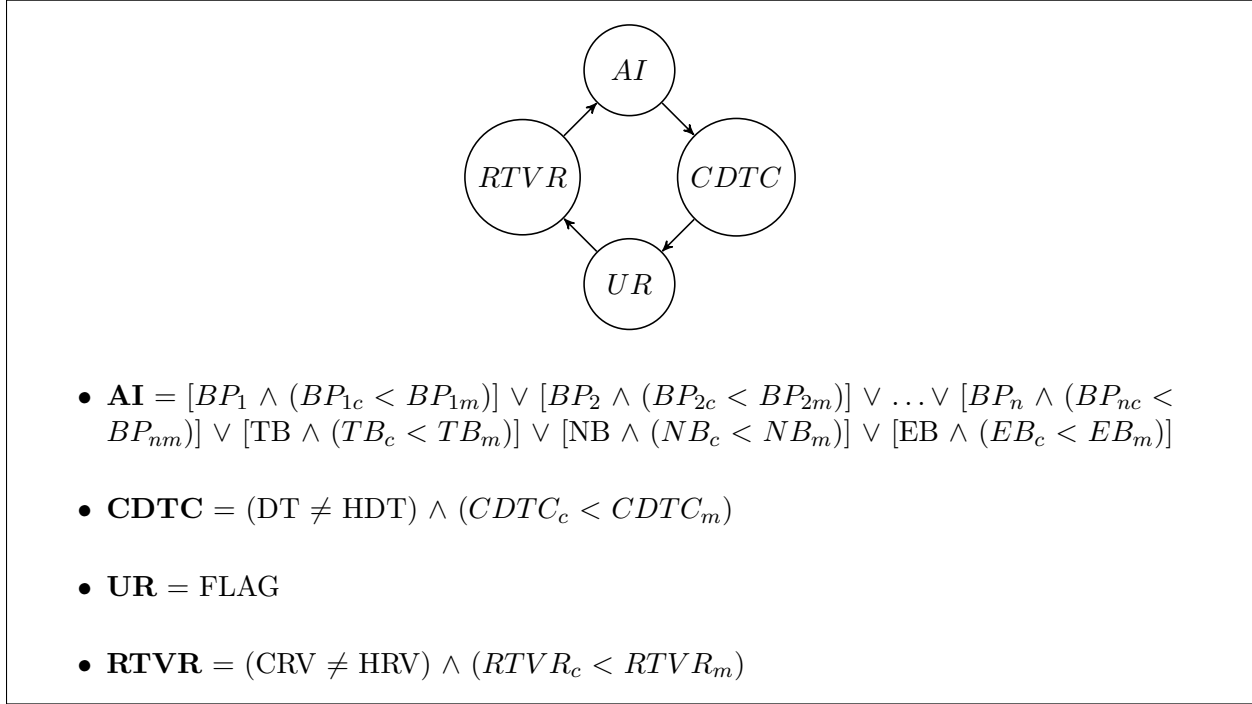 AI
RTVR
CDTC
UR
• AI = [BP₁ ∧ (BP₁c < BP₁m)] ∨ [BP₂ ∧ (BP₂c < BP₂m)] ∨ … ∨ [BPₙ ∧ (BPₙc <
BPₙm)] ∨ [TB ∧ (TBc < TBm)] ∨ [NB ∧ (NBc < NBm)] ∨ [EB ∧ (EBc < EBm)]
• CDTC = (DT ≠ HDT) ∧ (CDTCc < CDTCm)
• UR = FLAG
• RTVR = (CRV ≠ HRV) ∧ (RTVRc < RTVRm)